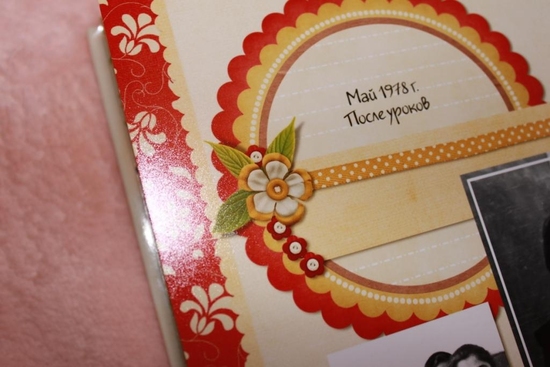 Май 1978 г.
После уроков